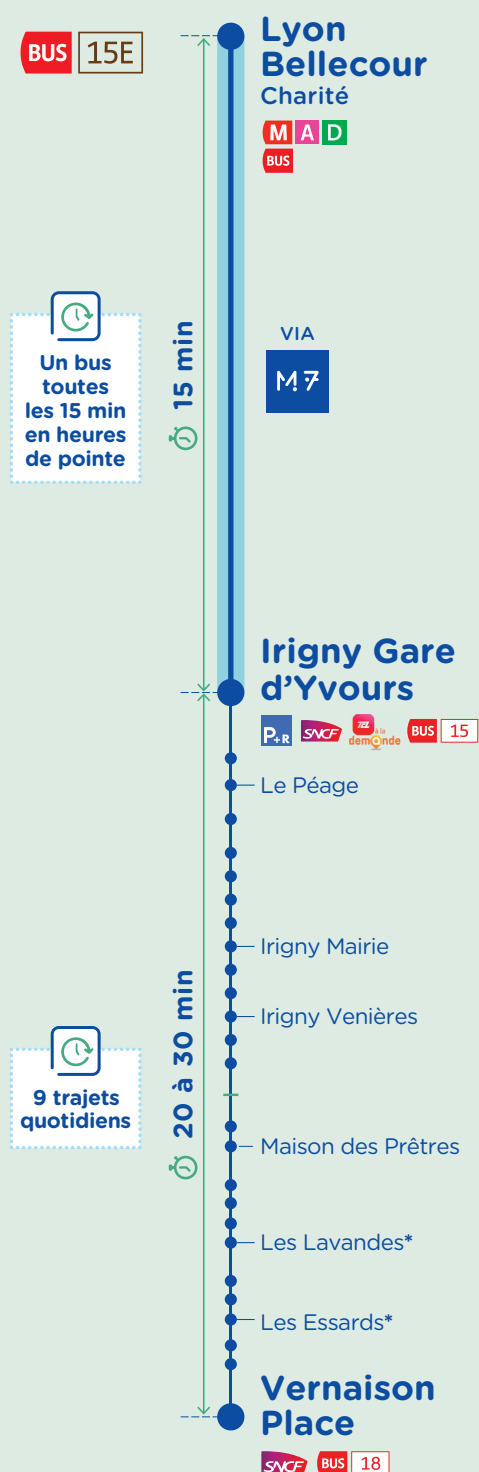 BUS 15E
Lyon
Bellecour
Charité
M A D
BUS
Un bus
toutes
les 15 min
en heures
de pointe
15 min
VIA
M7
Irigny Gare
d'Yvours
P+R SNCF TCL à la demande BUS 15
Le Péage
Irigny Mairie
Irigny Venières
20 à 30 min
9 trajets
quotidiens
Maison des Prêtres
Les Lavandes*
Les Essards*
Vernaison
Place
SNCF BUS 18